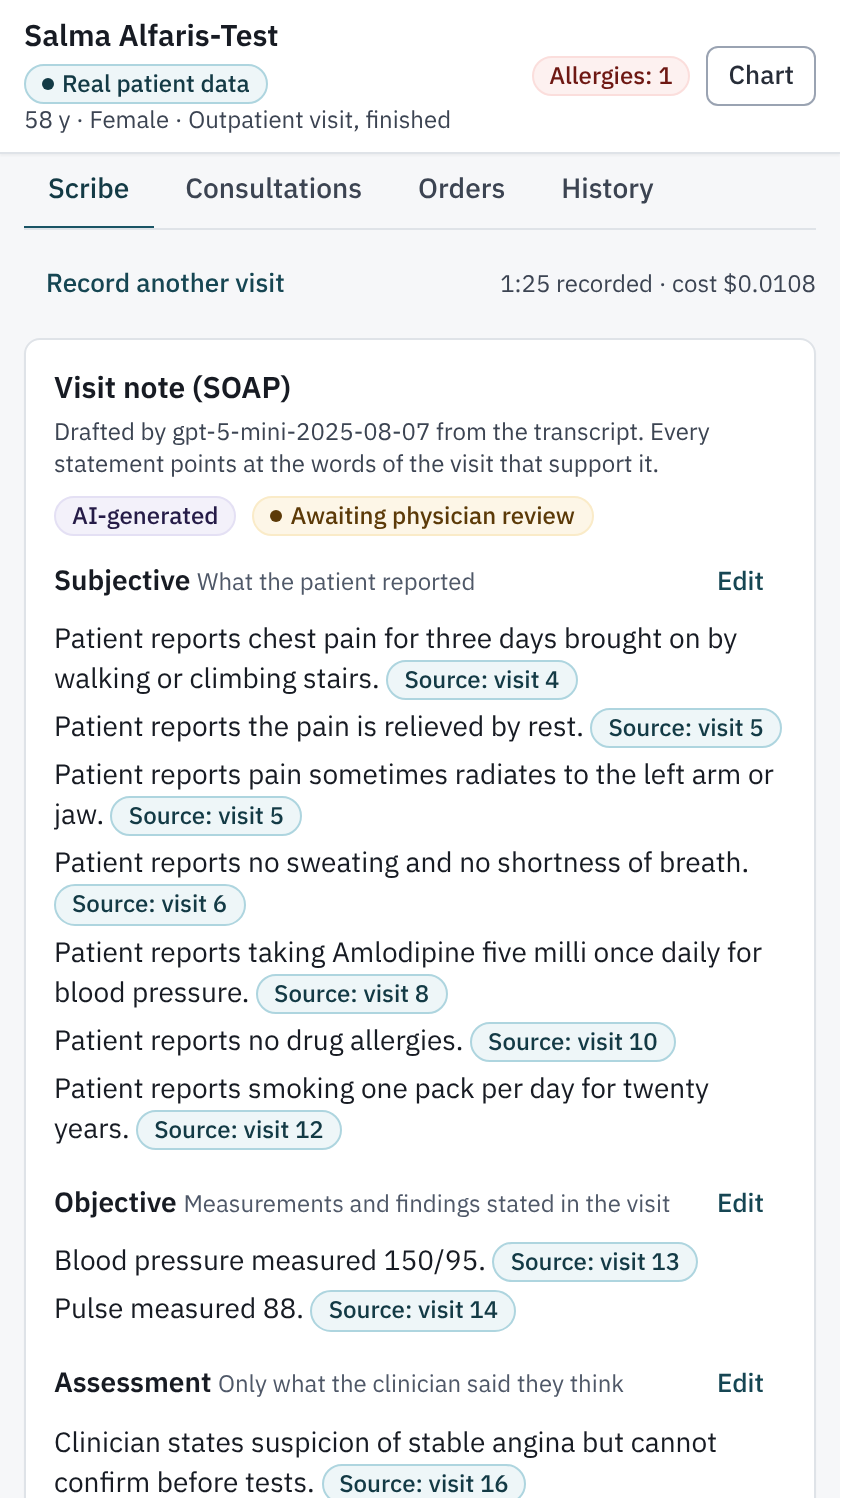 Salma Alfaris-Test
Real patient data
58 y · Female · Outpatient visit, finished
Allergies: 1
Chart
Scribe
Consultations
Orders
History
Record another visit
1:25 recorded · cost $0.0108
Visit note (SOAP)
Drafted by gpt-5-mini-2025-08-07 from the transcript. Every
statement points at the words of the visit that support it.
AI-generated
Awaiting physician review
Subjective What the patient reported
Edit
Patient reports chest pain for three days brought on by
walking or climbing stairs. Source: visit 4
Patient reports the pain is relieved by rest. Source: visit 5
Patient reports pain sometimes radiates to the left arm or
jaw. Source: visit 5
Patient reports no sweating and no shortness of breath.
Source: visit 6
Patient reports taking Amlodipine five milli once daily for
blood pressure. Source: visit 8
Patient reports no drug allergies. Source: visit 10
Patient reports smoking one pack per day for twenty
years. Source: visit 12
Objective Measurements and findings stated in the visit
Edit
Blood pressure measured 150/95. Source: visit 13
Pulse measured 88. Source: visit 14
Assessment Only what the clinician said they think
Edit
Clinician states suspicion of stable angina but cannot
confirm before tests. Source: visit 16